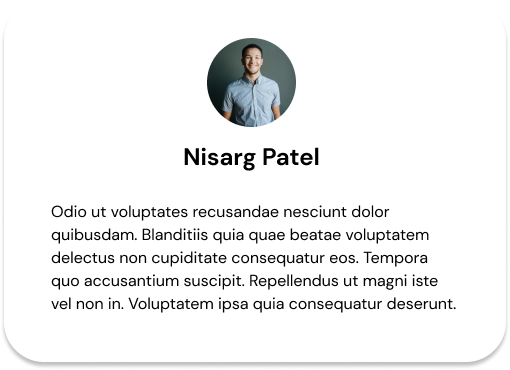 Nisarg Patel
Odio ut voluptates recusandae nesciunt dolor
quibusdam. Blanditiis quia quae beatae voluptatem
delectus non cupiditate consequatur eos. Tempora
quo accusantium suscipit. Repellendus ut magni iste
vel non in. Voluptatem ipsa quia consequatur deserunt.